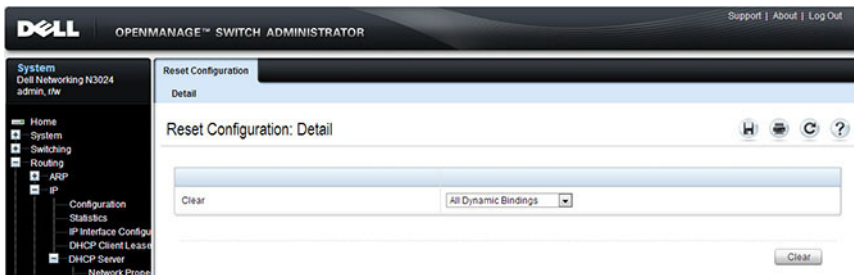 Support | About | Log Out
DELL OPENMANAGE™ SWITCH ADMINISTRATOR
System
Dell Networking N3024
admin, r/w
Home
System
Switching
Routing
ARP
IP
Configuration
Statistics
IP Interface Configu
DHCP Client Lease
DHCP Server
Network Prope
Reset Configuration
Detail
Reset Configuration: Detail
Clear
All Dynamic Bindings
Clear